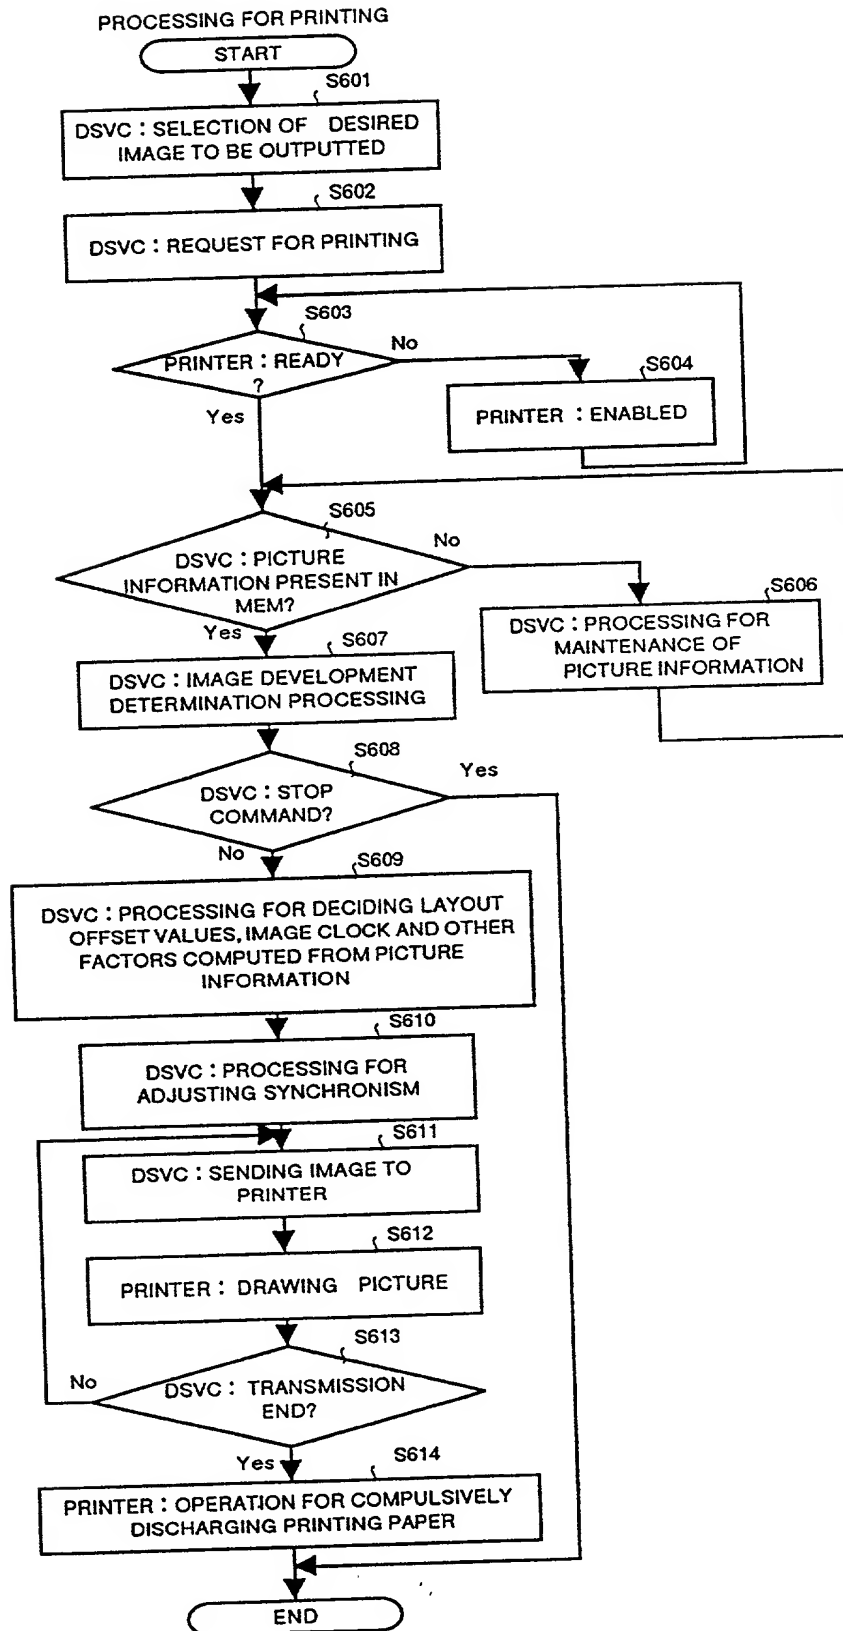 PROCESSING FOR PRINTING
START
S601
DSVC : SELECTION OF DESIRED
IMAGE TO BE OUTPUTTED
S602
DSVC : REQUEST FOR PRINTING
S603
PRINTER : READY
?
No
Yes
S604
PRINTER : ENABLED
S605
DSVC : PICTURE
INFORMATION PRESENT IN
MEM?
No
Yes
S606
DSVC : PROCESSING FOR
MAINTENANCE OF
PICTURE INFORMATION
S607
DSVC : IMAGE DEVELOPMENT
DETERMINATION PROCESSING
S608
DSVC : STOP
COMMAND?
Yes
No
S609
DSVC : PROCESSING FOR DECIDING LAYOUT
OFFSET VALUES, IMAGE CLOCK AND OTHER
FACTORS COMPUTED FROM PICTURE
INFORMATION
S610
DSVC : PROCESSING FOR
ADJUSTING SYNCHRONISM
S611
DSVC : SENDING IMAGE TO
PRINTER
S612
PRINTER : DRAWING PICTURE
S613
DSVC : TRANSMISSION
END?
No
Yes
S614
PRINTER : OPERATION FOR COMPULSIVELY
DISCHARGING PRINTING PAPER
END